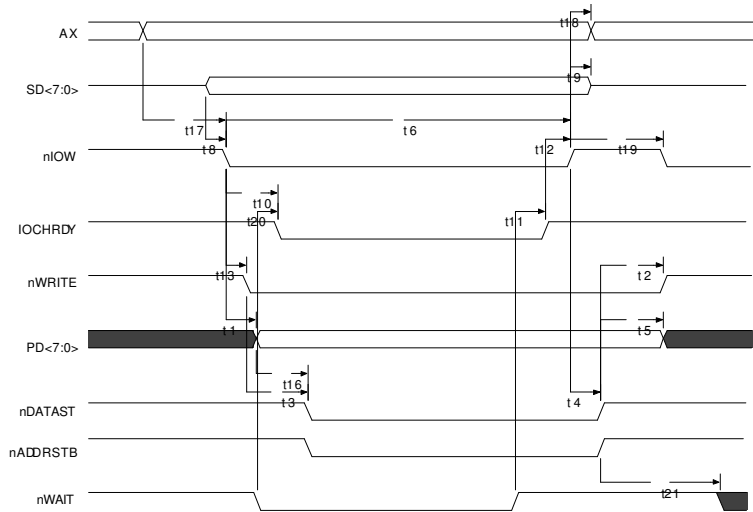 AX
t18
SD<7:0>
t9
t17
t6
nIOW
t8
t12
t19
t10
IOCHRDY
t20
t11
nWRITE
t13
t2
t1
t5
PD<7:0>
t16
t3
t4
nDATAST
nADDRSTB
t21
nWAIT